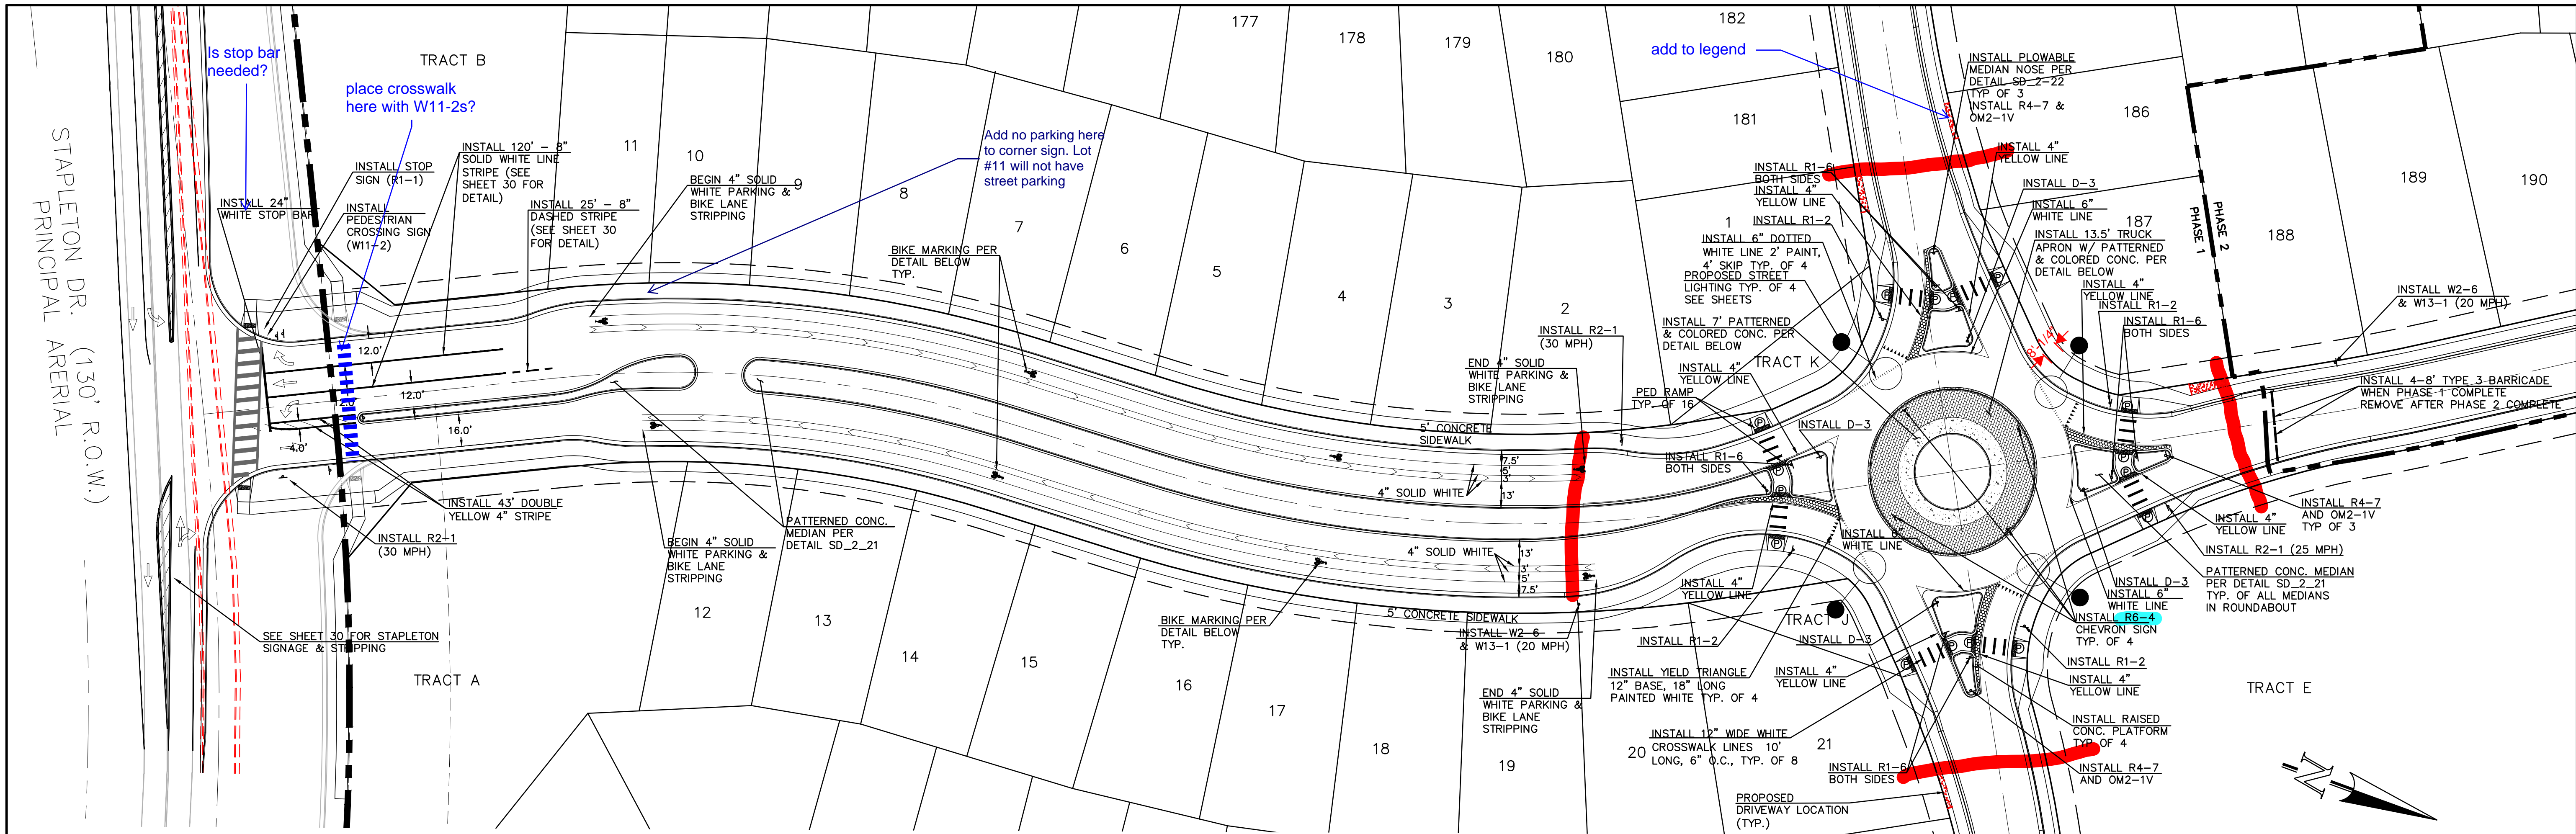 STAPLETON DR. (130' R.O.W.)
PRINCIPAL ARERIAL
Is stop bar
needed?
place crosswalk
here with W11-2s?
TRACT B
INSTALL STOP
SIGN (R1-1)
INSTALL 120' - 8"
SOLID WHITE LINE
STRIPE (SEE
SHEET 30 FOR
DETAIL)
INSTALL 24"
WHITE STOP BAR
INSTALL
PEDESTRIAN
CROSSING SIGN
(W11-2)
INSTALL 25' - 8"
DASHED STRIPE
(SEE SHEET 30
FOR DETAIL)
12.0'
12.0'
12.0'
16.0'
4.0'
INSTALL 43' DOUBLE
YELLOW 4" STRIPE
INSTALL R2-1
(30 MPH)
SEE SHEET 30 FOR STAPLETON
SIGNAGE & STRIPPING
TRACT A
11
10
9
8
7
6
5
4
3
2
1
BEGIN 4" SOLID
WHITE PARKING &
BIKE LANE
STRIPPING
Add no parking here
to corner sign. Lot
#11 will not have
street parking
BIKE MARKING PER
DETAIL BELOW
TYP.
BEGIN 4" SOLID
WHITE PARKING &
BIKE LANE
STRIPPING
PATTERNED CONC.
MEDIAN PER
DETAIL SD_2_21
12
13
14
15
16
17
18
19
20
21
BIKE MARKING PER
DETAIL BELOW
TYP.
177
178
179
180
181
182
186
187
188
189
190
INSTALL R2-1
(30 MPH)
END 4" SOLID
WHITE PARKING &
BIKE LANE
STRIPPING
5' CONCRETE
SIDEWALK
7.5'
5'
3'
13'
4" SOLID WHITE
4" SOLID WHITE
13'
3'
5'
7.5'
5' CONCRETE SIDEWALK
INSTALL W2-6
& W13-1 (20 MPH)
END 4" SOLID
WHITE PARKING &
BIKE LANE
STRIPPING
add to legend
INSTALL PLOWABLE
MEDIAN NOSE PER
DETAIL SD_2-22
TYP OF 3
INSTALL R4-7 &
OM2-1V
INSTALL 4"
YELLOW LINE
INSTALL R1-6
BOTH SIDES
INSTALL 4"
YELLOW LINE
INSTALL R1-2
INSTALL 6" DOTTED
WHITE LINE 2' PAINT,
4' SKIP TYP. OF 4
PROPOSED STREET
LIGHTING TYP. OF 4
SEE SHEETS
INSTALL 7' PATTERNED
& COLORED CONC. PER
DETAIL BELOW
TRACT K
INSTALL 4"
YELLOW LINE
PED RAMP
TYP. OF 16
INSTALL D-3
INSTALL R1-6
BOTH SIDES
INSTALL D-3
INSTALL 6"
WHITE LINE
INSTALL 13.5' TRUCK
APRON W/ PATTERNED
& COLORED CONC. PER
DETAIL BELOW
INSTALL 4"
YELLOW LINE
INSTALL R1-2
INSTALL R1-6
BOTH SIDES
8'-1/4"
PHASE 2
PHASE 1
INSTALL W2-6
& W13-1 (20 MPH)
INSTALL 4-8' TYPE 3 BARRICADE
WHEN PHASE 1 COMPLETE
REMOVE AFTER PHASE 2 COMPLETE
INSTALL R4-7
AND OM2-1V
TYP OF 3
INSTALL 4"
YELLOW LINE
INSTALL R2-1 (25 MPH)
PATTERNED CONC. MEDIAN
PER DETAIL SD_2_21
TYP. OF ALL MEDIANS
IN ROUNDABOUT
INSTALL D-3
INSTALL 6"
WHITE LINE
INSTALL R6-4
CHEVRON SIGN
TYP. OF 4
INSTALL R1-2
INSTALL 4"
YELLOW LINE
INSTALL RAISED
CONC. PLATFORM
TYP OF 4
INSTALL R4-7
AND OM2-1V
INSTALL 6"
WHITE LINE
INSTALL 4"
YELLOW LINE
TRACT J
INSTALL R1-2
INSTALL D-3
INSTALL YIELD TRIANGLE
12" BASE, 18" LONG
PAINTED WHITE TYP. OF 4
INSTALL 4"
YELLOW LINE
INSTALL 12" WIDE WHITE
CROSSWALK LINES 10'
LONG, 6" O.C., TYP. OF 8
INSTALL R1-6
BOTH SIDES
PROPOSED
DRIVEWAY LOCATION
(TYP.)
TRACT E
N